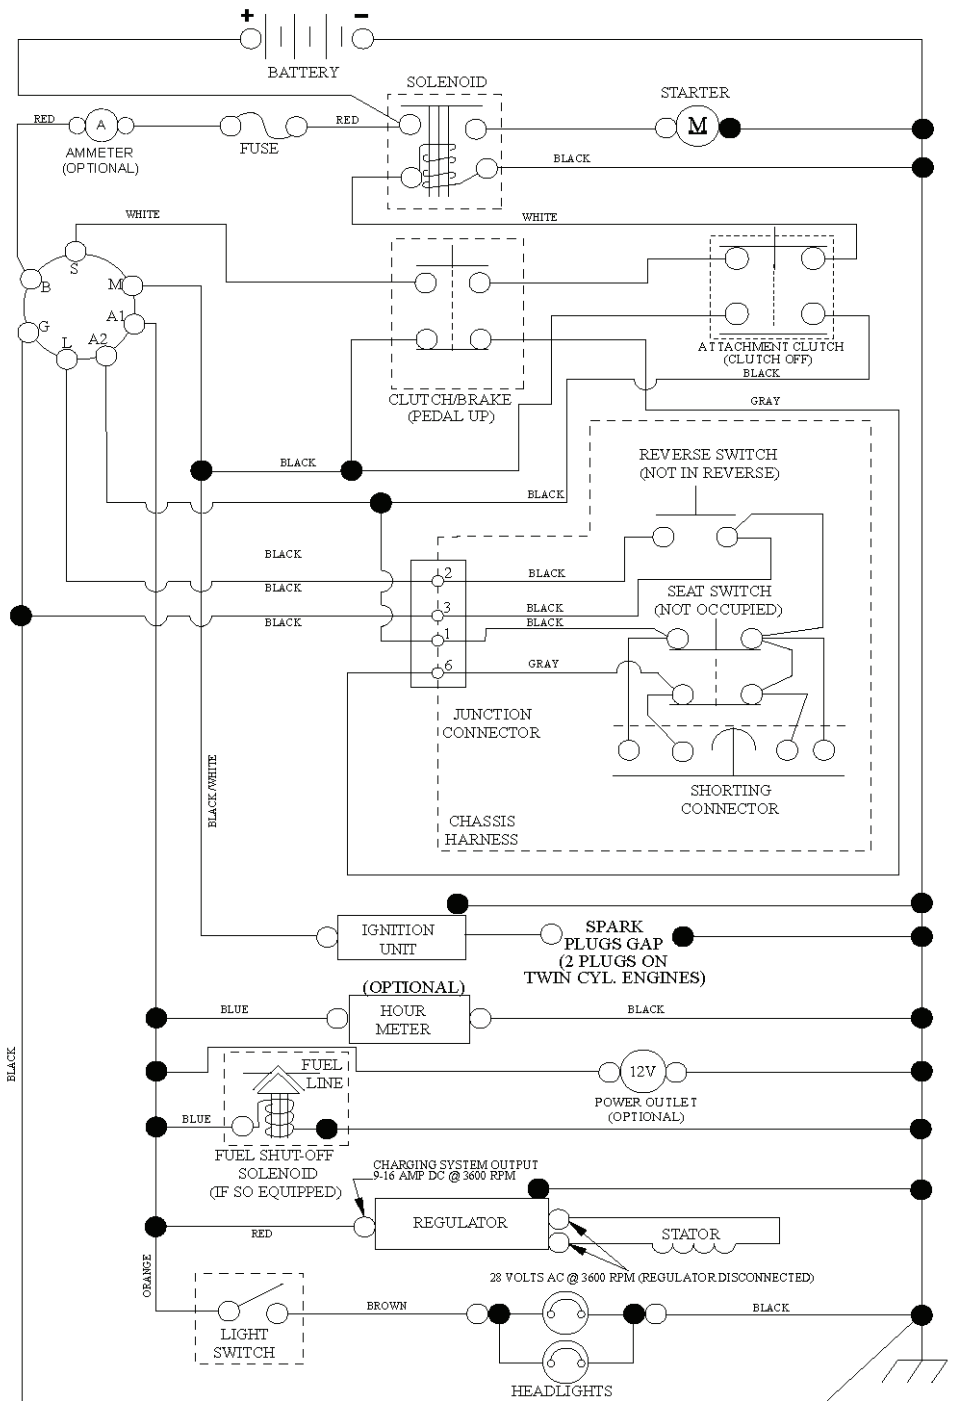 + −
BATTERY
SOLENOID
STARTER
RED
A
RED
M
AMMETER
(OPTIONAL)
FUSE
BLACK
WHITE
WHITE
S
B
M
G
A1
L
A2
ATTACHMENT CLUTCH
(CLUTCH OFF)
BLACK
CLUTCH/BRAKE
(PEDAL UP)
GRAY
BLACK
REVERSE SWITCH
(NOT IN REVERSE)
BLACK
BLACK
2
BLACK
BLACK
SEAT SWITCH
(NOT OCCUPIED)
3
BLACK
BLACK
BLACK
1
6
GRAY
JUNCTION
CONNECTOR
BLACK/WHITE
SHORTING
CONNECTOR
CHASSIS
HARNESS
IGNITION
UNIT
SPARK
PLUGS GAP
(2 PLUGS ON
TWIN CYL. ENGINES)
(OPTIONAL)
BLUE
HOUR
METER
BLACK
BLACK
FUEL
LINE
12V
POWER OUTLET
(OPTIONAL)
BLUE
FUEL SHUT-OFF
SOLENOID
(IF SO EQUIPPED)
CHARGING SYSTEM OUTPUT
9-16 AMP DC @ 3600 RPM
REGULATOR
STATOR
RED
28 VOLTS AC @ 3600 RPM (REGULATOR DISCONNECTED)
ORANGE
BROWN
BLACK
LIGHT
SWITCH
HEADLIGHTS